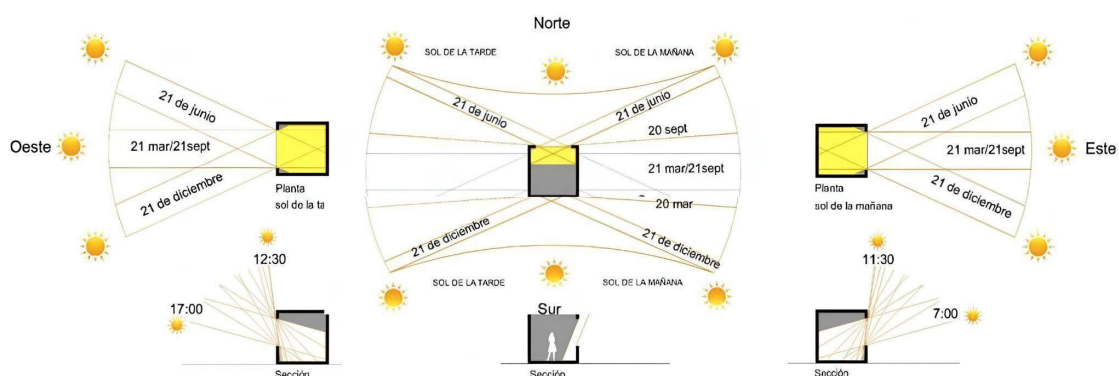 Norte
SOL DE LA TARDE
SOL DE LA MAÑANA
21 de junio
21 mar/21sept
21 de diciembre
Oeste
Planta
sol de la ta
21 de junio
21 de junio
20 sept
21 mar/21sept
20 mar
21 de diciembre
21 de diciembre
SOL DE LA TARDE
SOL DE LA MAÑANA
Sur
21 de junio
21 mar/21sept
21 de diciembre
Este
Planta
sol de la mañana
12:30
17:00
Sección
Sección
11:30
7:00
Sección